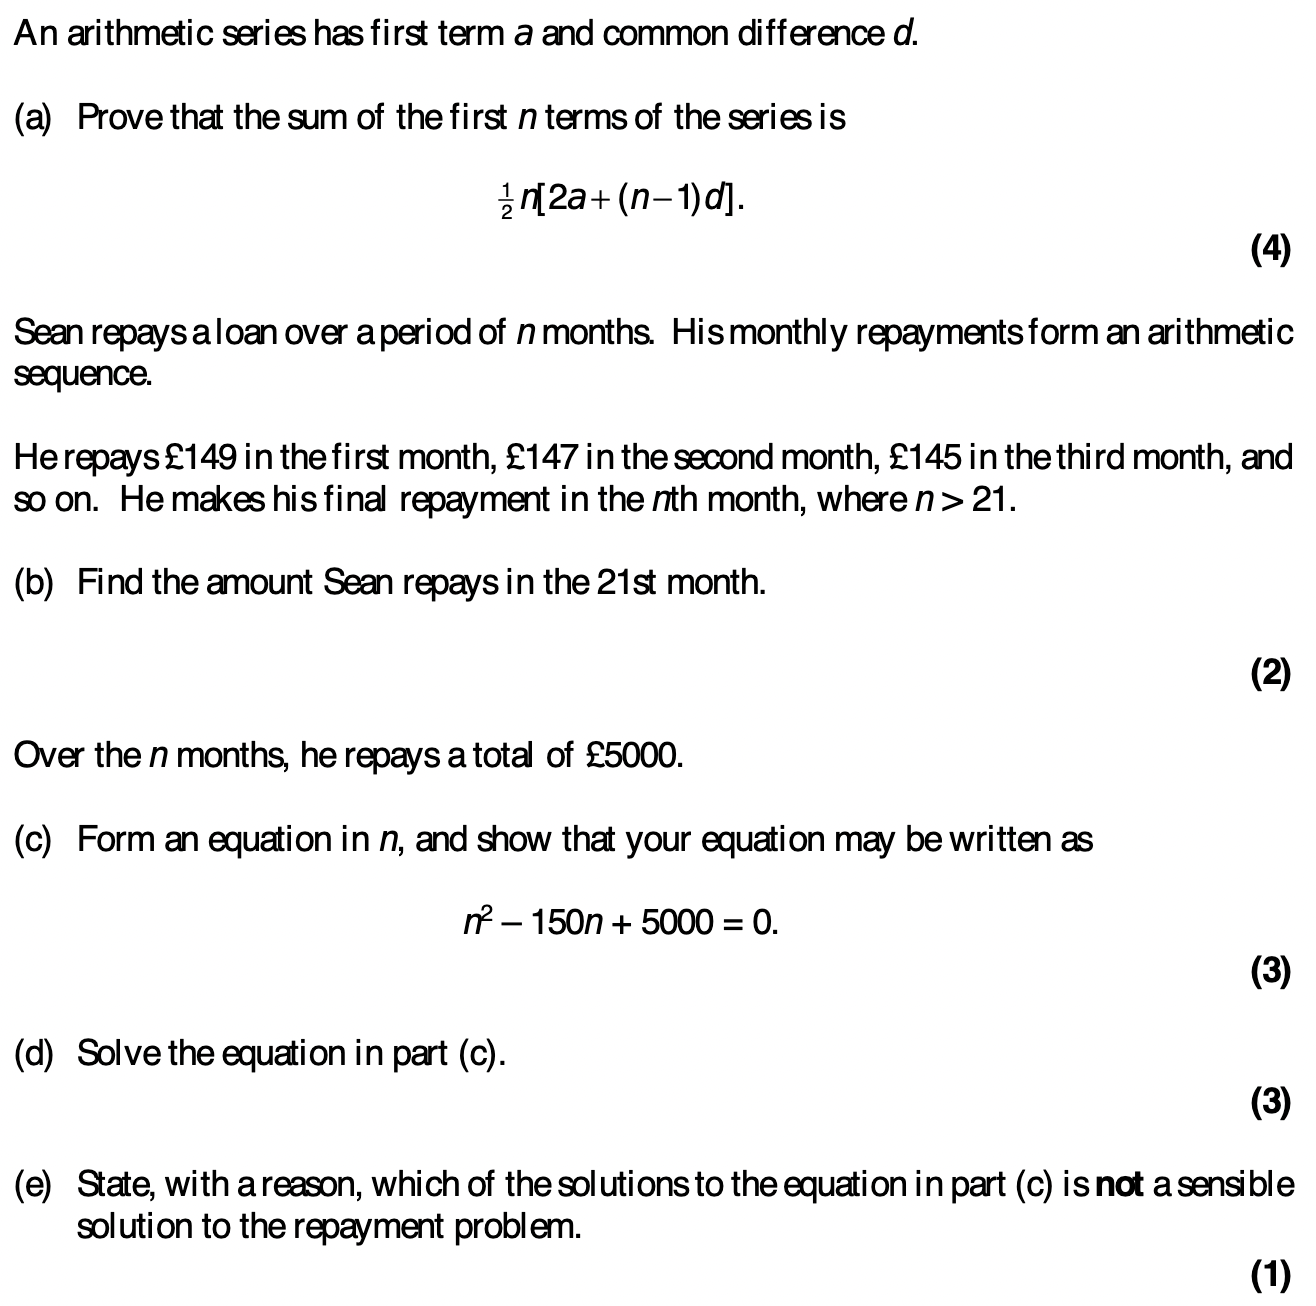 An arithmetic series has first term a and common difference d.
(a) Prove that the sum of the first n terms of the series is
½n[2a+(n−1)d].
(4)
Sean repays a loan over a period of n months. His monthly repayments form an arithmetic
sequence.
He repays £149 in the first month, £147 in the second month, £145 in the third month, and
so on. He makes his final repayment in the nth month, where n > 21.
(b) Find the amount Sean repays in the 21st month.
(2)
Over the n months, he repays a total of £5000.
(c) Form an equation in n, and show that your equation may be written as
n² – 150n + 5000 = 0.
(3)
(d) Solve the equation in part (c).
(3)
(e) State, with a reason, which of the solutions to the equation in part (c) is not a sensible
solution to the repayment problem.
(1)